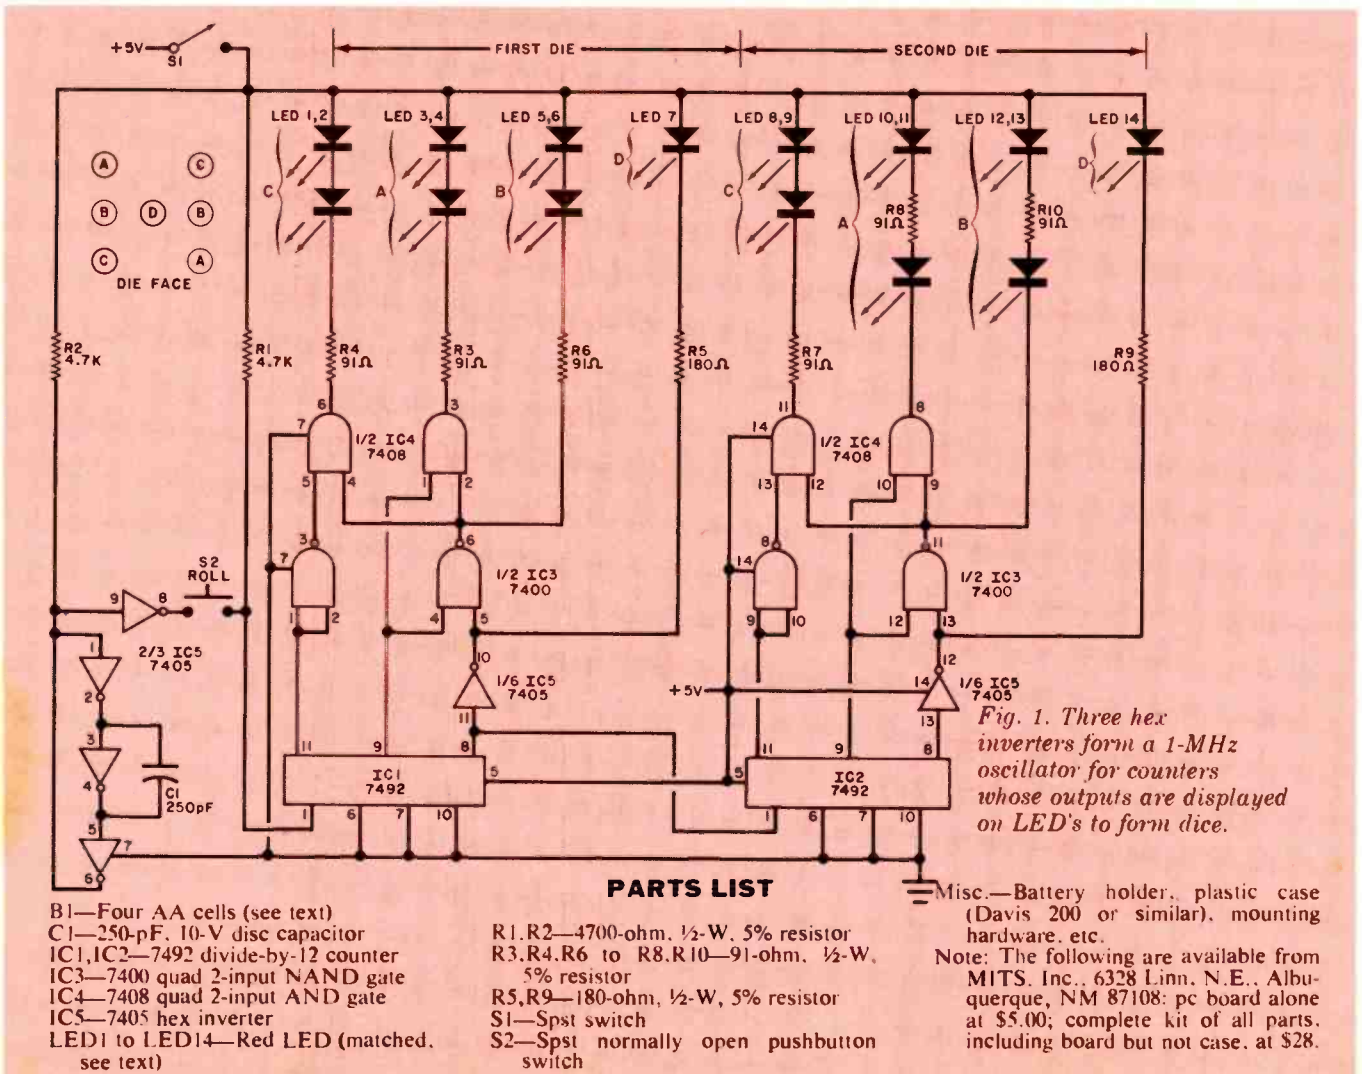 +5V
S1
FIRST DIE
SECOND DIE
LED 1,2
LED 3,4
LED 5,6
LED 7
LED 8,9
LED 10,11
LED 12,13
LED 14
A
C
B
D
B
C
A
DIE FACE
C
A
B
D
C
A
B
D
R8
91Ω
R10
91Ω
R2
4.7K
R1
4.7K
R4
91Ω
R3
91Ω
R6
91Ω
R5
180Ω
R7
91Ω
R9
180Ω
6
3
11
8
7
1/2 IC4
7408
14
1/2 IC4
7408
5
4
1
2
13
12
10
9
3
6
8
11
7
1/2 IC3
7400
14
1/2 IC3
7400
S2
ROLL
9
8
1
2
4
5
9
10
12
13
2/3 IC5
7405
1
2
10
1/6 IC5
7405
11
+5V
12
14
1/6 IC5
7405
13
3
4
C1
250pF
5
6
7
11
9
8
IC1
7492
5
1
6
7
10
11
9
8
5
IC2
7492
1
6
7
10
Fig. 1. Three hex
inverters form a 1-MHz
oscillator for counters
whose outputs are displayed
on LED's to form dice.
PARTS LIST
B1—Four AA cells (see text)
C1—250-pF, 10-V disc capacitor
IC1,IC2—7492 divide-by-12 counter
IC3—7400 quad 2-input NAND gate
IC4—7408 quad 2-input AND gate
IC5—7405 hex inverter
LED1 to LED14—Red LED (matched,
see text)
R1,R2—4700-ohm, ½-W, 5% resistor
R3,R4,R6 to R8,R10—91-ohm, ½-W,
5% resistor
R5,R9—180-ohm, ½-W, 5% resistor
S1—Spst switch
S2—Spst normally open pushbutton
switch
Misc.—Battery holder, plastic case
(Davis 200 or similar), mounting
hardware, etc.
Note: The following are available from
MITS, Inc., 6328 Linn, N.E., Albu-
querque, NM 87108: pc board alone
at $5.00; complete kit of all parts,
including board but not case, at $28.